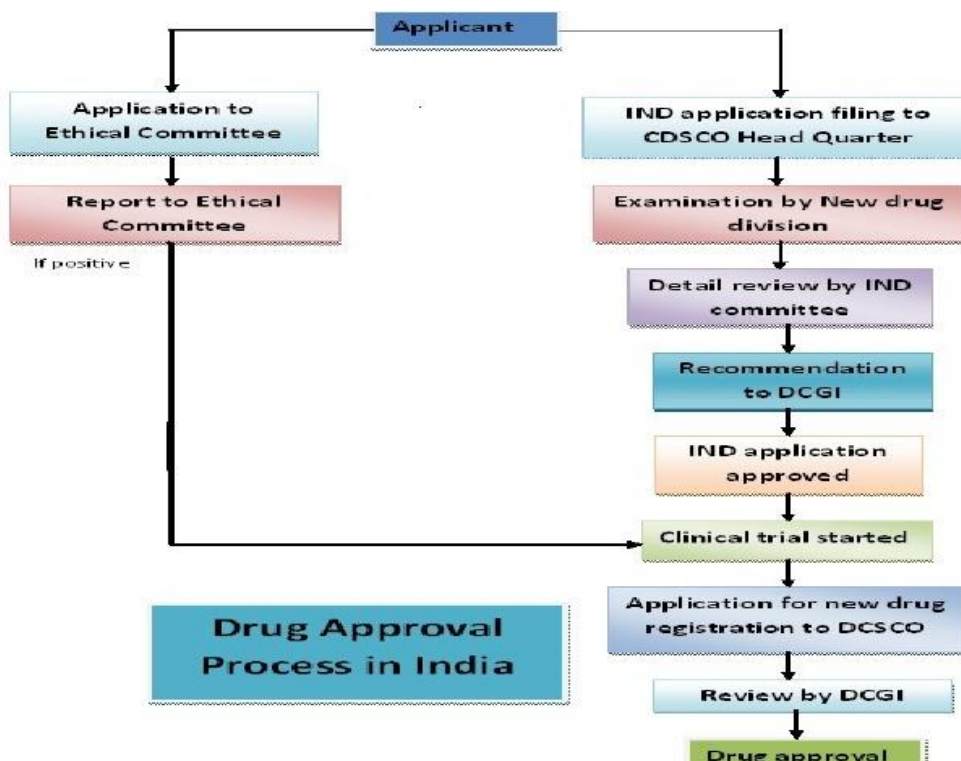 Applicant
Application to
Ethical Committee
Report to Ethical
Committee
If positive
IND application filing to
CDSCO Head Quarter
Examination by New drug
division
Detail review by IND
committee
Recommendation
to DCGI
IND application
approved
Clinical trial started
Application for new drug
registration to DCSCO
Review by DCGI
Drug approval
Drug Approval
Process in India